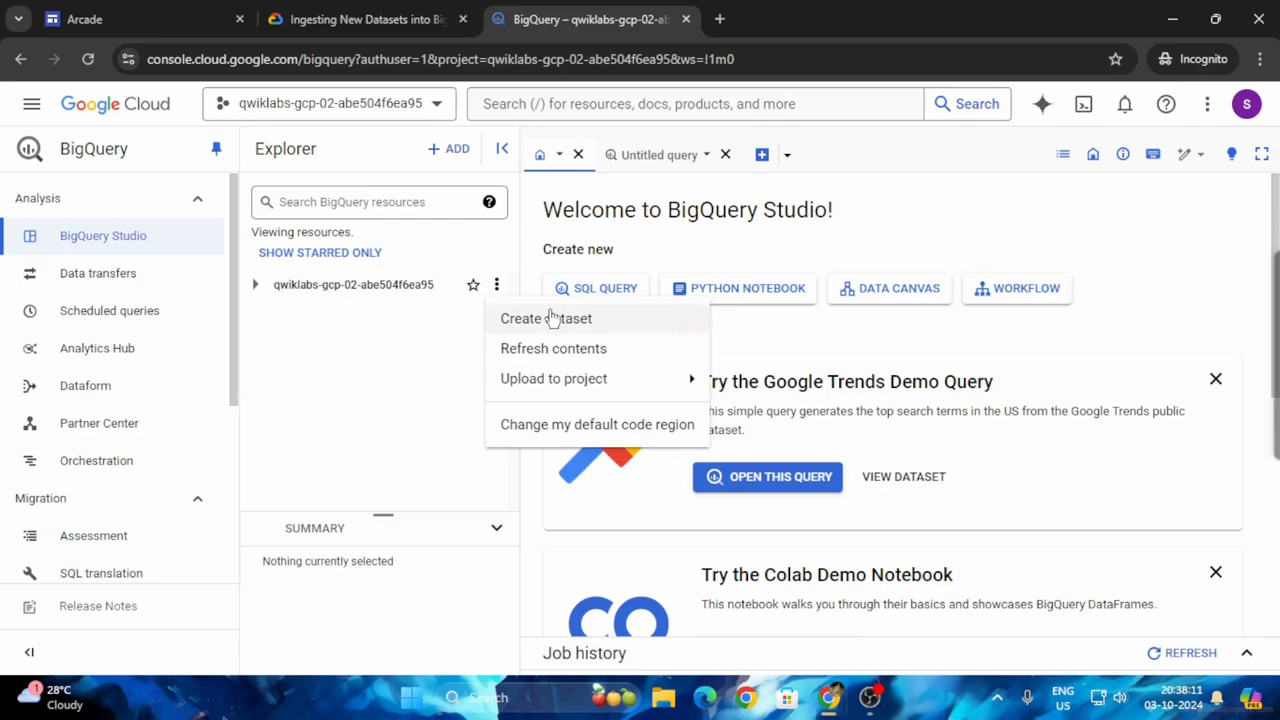 Arcade
Ingesting New Datasets into Bi
BigQuery – qwiklabs-gcp-02-ab
console.cloud.google.com/bigquery?authuser=1&project=qwiklabs-gcp-02-abe504f6ea95&ws=!1m0
Incognito
Google Cloud
qwiklabs-gcp-02-abe504f6ea95
Search (/) for resources, docs, products, and more
Search
S
BigQuery
Explorer
+ ADD
Untitled query
Analysis
BigQuery Studio
Data transfers
Scheduled queries
Analytics Hub
Dataform
Partner Center
Orchestration
Migration
Assessment
SQL translation
Release Notes
Search BigQuery resources
Viewing resources.
SHOW STARRED ONLY
qwiklabs-gcp-02-abe504f6ea95
Create dataset
Refresh contents
Upload to project
Change my default code region
SUMMARY
Nothing currently selected
Welcome to BigQuery Studio!
Create new
SQL QUERY
PYTHON NOTEBOOK
DATA CANVAS
WORKFLOW
Try the Google Trends Demo Query
This simple query generates the top search terms in the US from the Google Trends public
dataset.
OPEN THIS QUERY
VIEW DATASET
Try the Colab Demo Notebook
This notebook walks you through their basics and showcases BigQuery DataFrames.
Job history
REFRESH
1
28°C
Cloudy
Search
ENG
US
20:38:11
03-10-2024
PRE